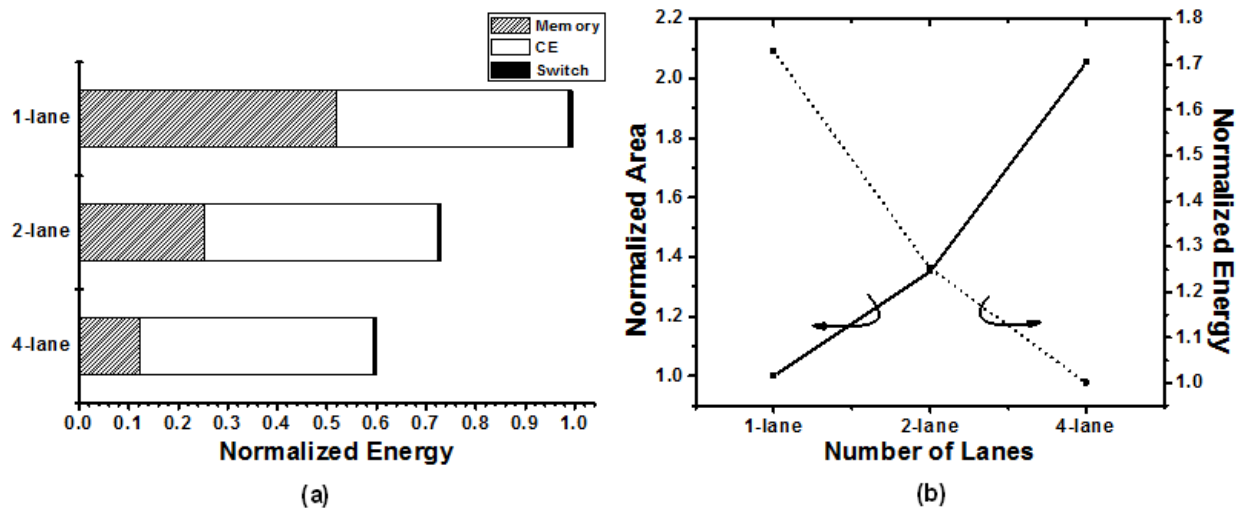 Memory
CE
Switch
1-lane
2-lane
4-lane
0.0 0.1 0.2 0.3 0.4 0.5 0.6 0.7 0.8 0.9 1.0
Normalized Energy
(a)
Normalized Area
2.2
2.0
1.8
1.6
1.4
1.2
1.0
1.8
1.7
1.6
1.5
1.4
1.3
1.2
1.1
1.0
Normalized Energy
1-lane 2-lane 4-lane
Number of Lanes
(b)